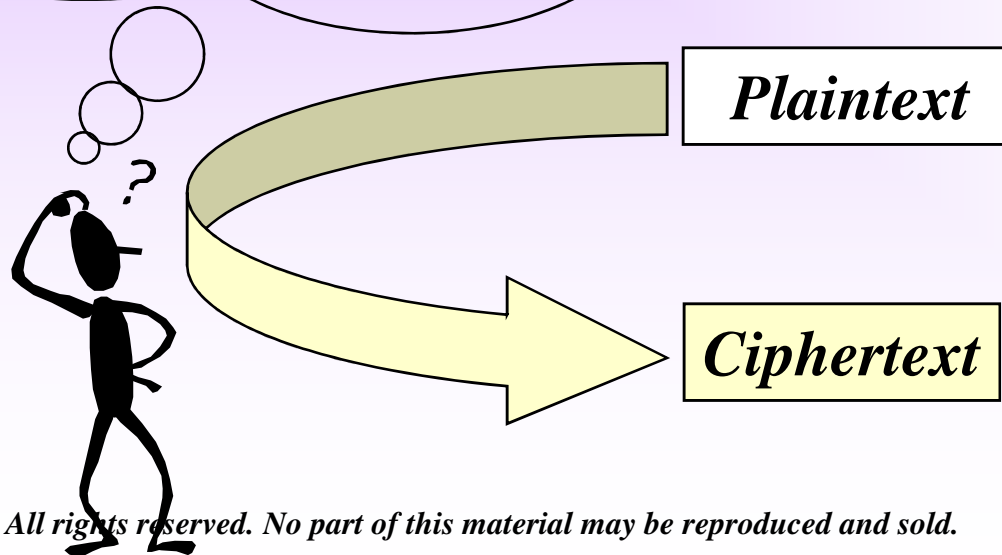 Plaintext
?
Ciphertext
All rights reserved. No part of this material may be reproduced and sold.